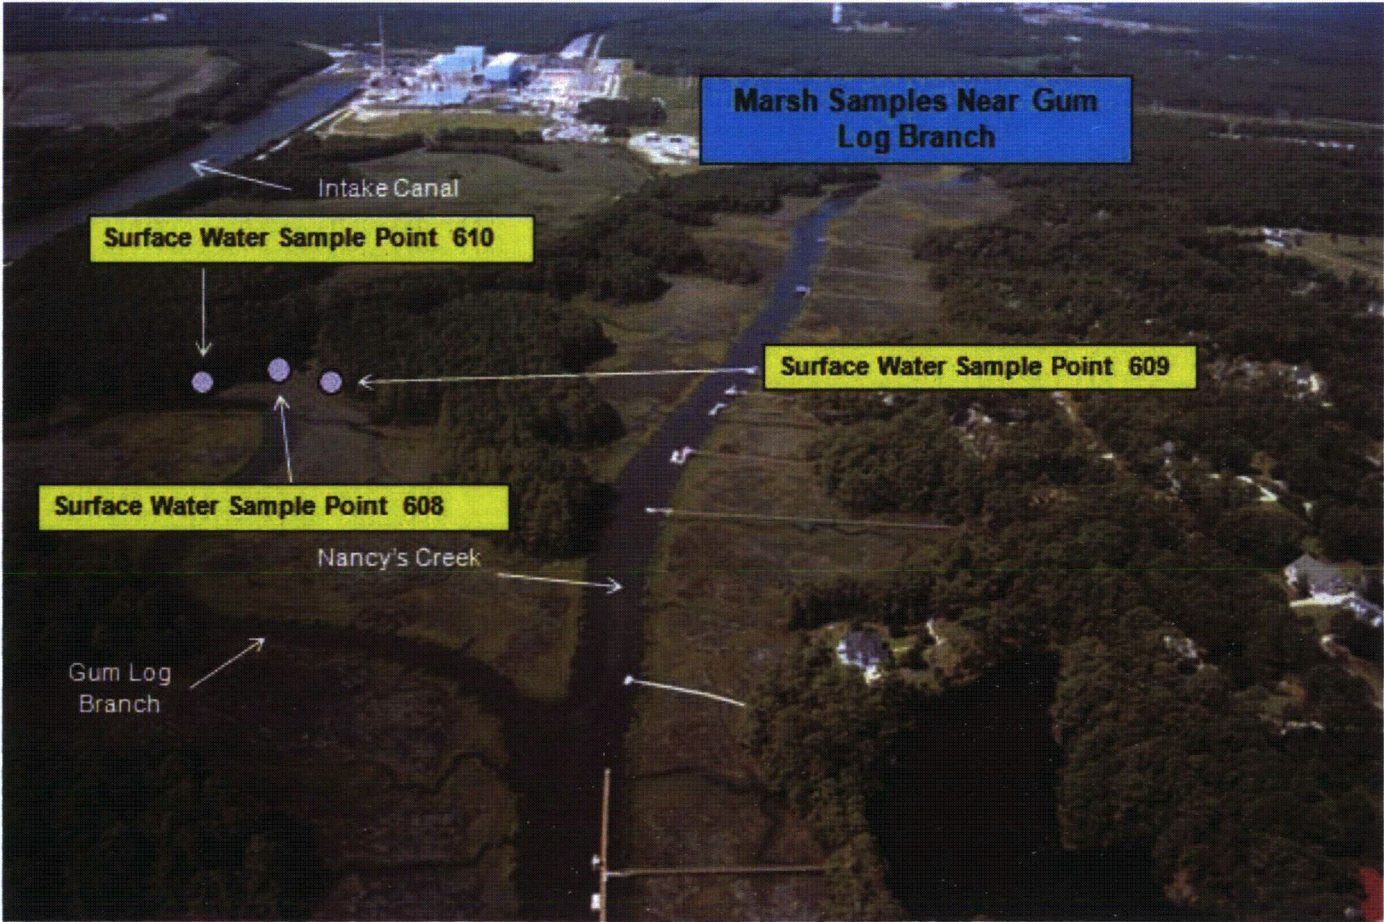 Marsh Samples Near Gum
Log Branch
Intake Canal
Surface Water Sample Point 610
Surface Water Sample Point 609
Surface Water Sample Point 608
Nancy's Creek
Gum Log
Branch